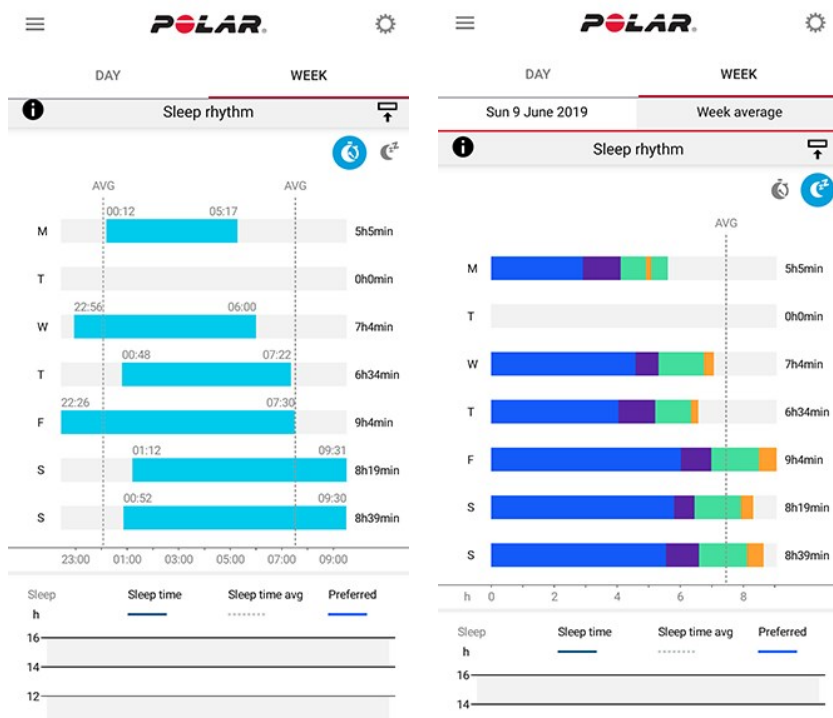 POLAR.
DAY WEEK
Sleep rhythm
AVG AVG
00:12 05:17
M 5h5min
T 0h0min
22:56 06:00
W 7h4min
00:48 07:22
T 6h34min
22:26 07:30
F 9h4min
01:12 09:31
S 8h19min
00:52 09:30
S 8h39min
23:00 01:00 03:00 05:00 07:00 09:00
Sleep Sleep time Sleep time avg Preferred
h
16
14
12
POLAR.
DAY WEEK
Sun 9 June 2019 Week average
Sleep rhythm
AVG
M 5h5min
T 0h0min
W 7h4min
T 6h34min
F 9h4min
S 8h19min
S 8h39min
h 0 2 4 6 8
Sleep Sleep time Sleep time avg Preferred
h
16
14